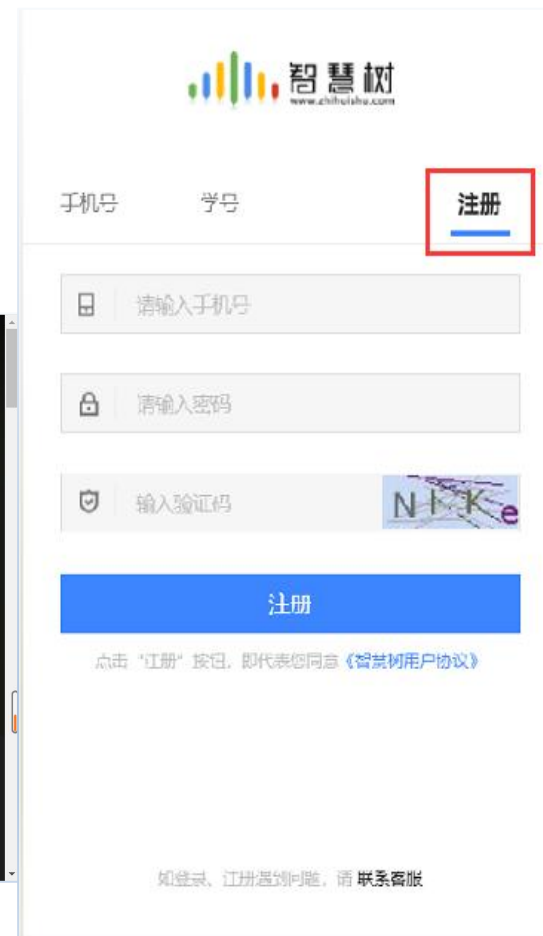 智慧树
www.zhihuishu.com
手机号 学号 注册
请输入手机号
请输入密码
输入验证码 NKe
注册
点击“注册”按钮，即代表您同意《智慧树用户协议》
如登录、注册遇到问题，请 联系客服